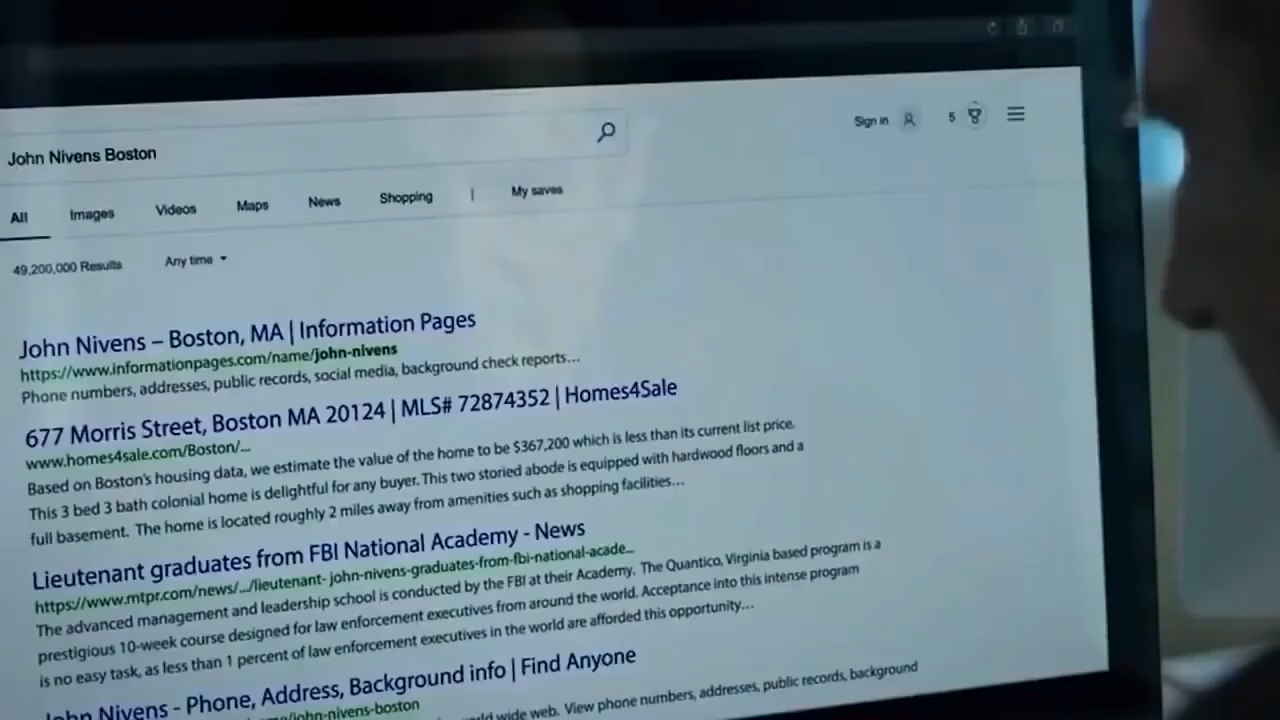 John Nivens Boston
Sign in
5
All Images Videos Maps News Shopping | My saves
49,200,000 Results Any time
John Nivens – Boston, MA | Information Pages
https://www.informationpages.com/name/john-nivens
Phone numbers, addresses, public records, social media, background check reports...
677 Morris Street, Boston MA 20124 | MLS# 72874352 | Homes4Sale
www.homes4sale.com/Boston/...
Based on Boston's housing data, we estimate the value of the home to be $367,200 which is less than its current list price.
This 3 bed 3 bath colonial home is delightful for any buyer. This two storied abode is equipped with hardwood floors and a
full basement. The home is located roughly 2 miles away from amenities such as shopping facilities...
Lieutenant graduates from FBI National Academy - News
https://www.mtpr.com/news/.../lieutenant- john-nivens-graduates-from-fbi-national-acade...
The advanced management and leadership school is conducted by the FBI at their Academy. The Quantico, Virginia based program is a
prestigious 10-week course designed for law enforcement executives from around the world. Acceptance into this intense program
is no easy task, as less than 1 percent of law enforcement executives in the world are afforded this opportunity...
John Nivens - Phone, Address, Background info | Find Anyone
/john-nivens-boston
wide web. View phone numbers, addresses, public records, background